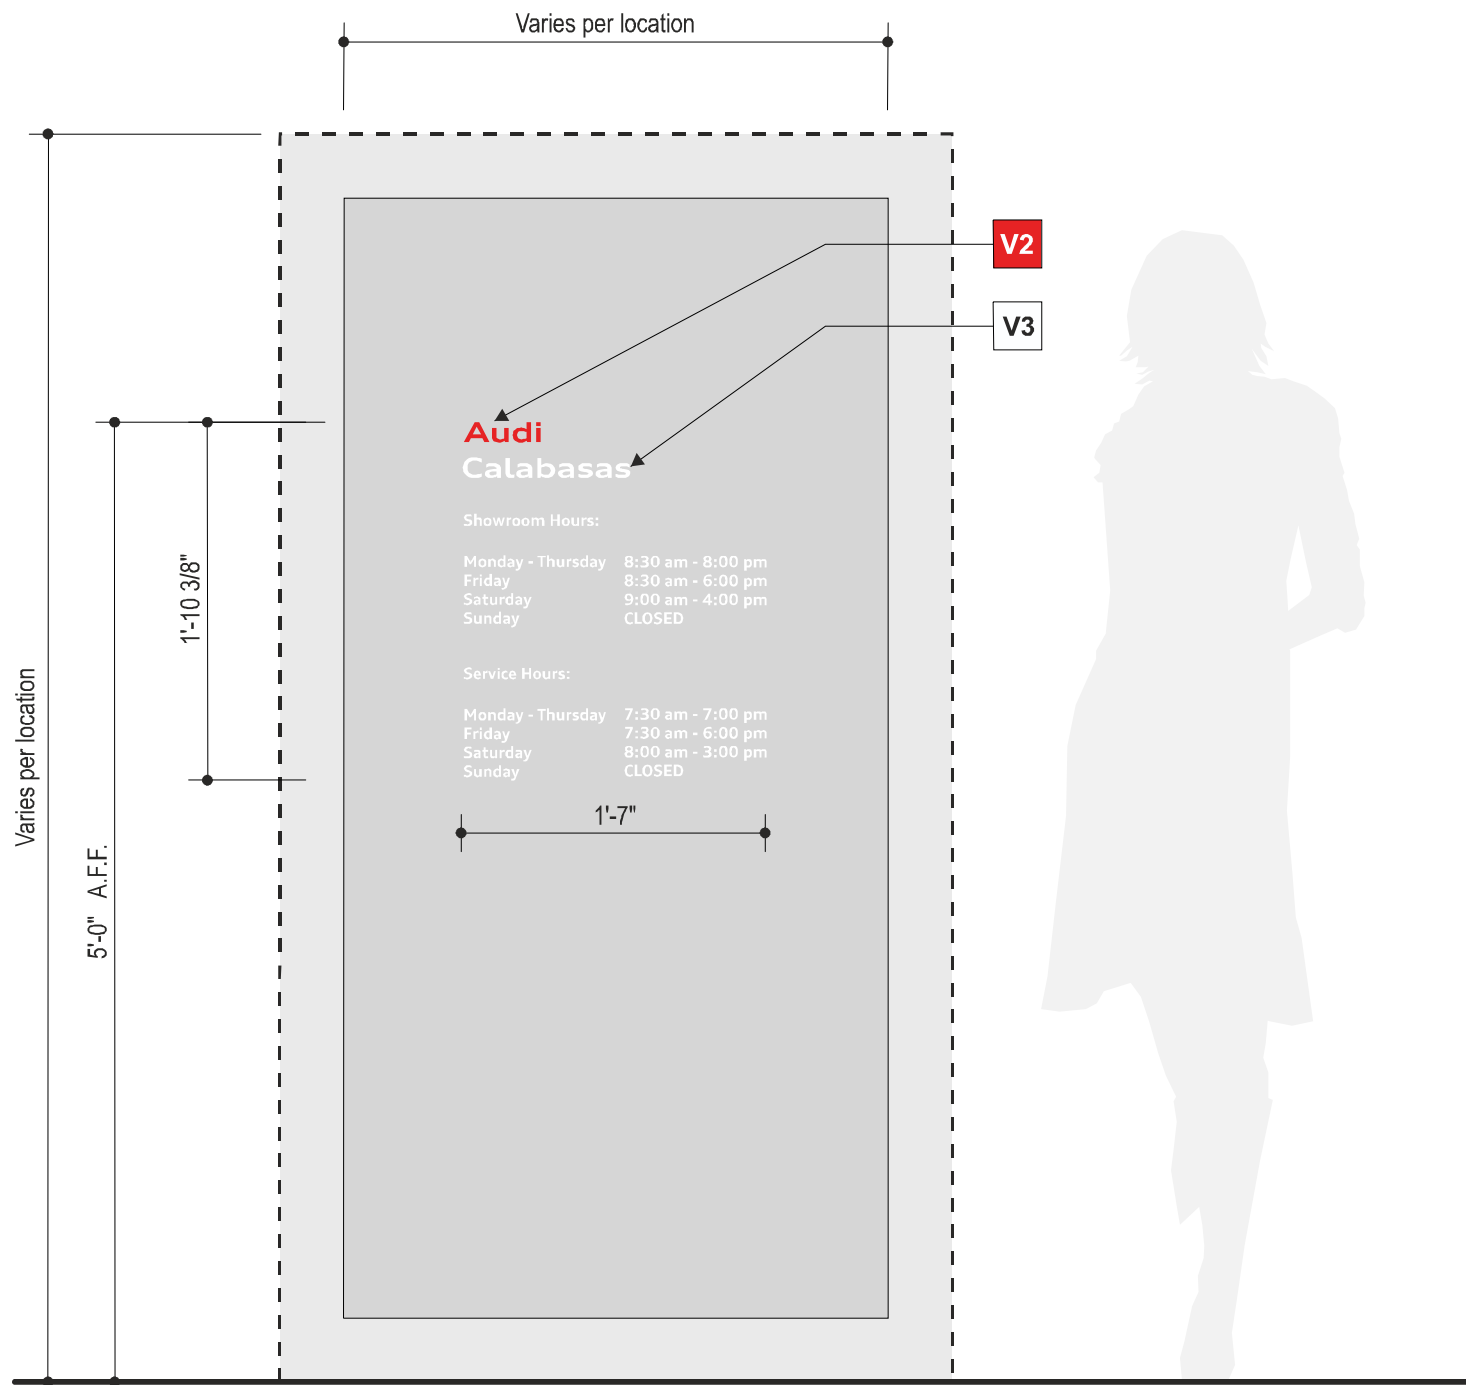 Varies per location
V2
V3
Audi
Calabasas
Showroom Hours:
Monday - Thursday 8:30 am - 8:00 pm
Friday 8:30 am - 6:00 pm
Saturday 9:00 am - 4:00 pm
Sunday CLOSED
Service Hours:
Monday - Thursday 7:30 am - 7:00 pm
Friday 7:30 am - 6:00 pm
Saturday 8:00 am - 3:00 pm
Sunday CLOSED
1'-7"
1'-10 3/8"
Varies per location
5'-0" A.F.F.